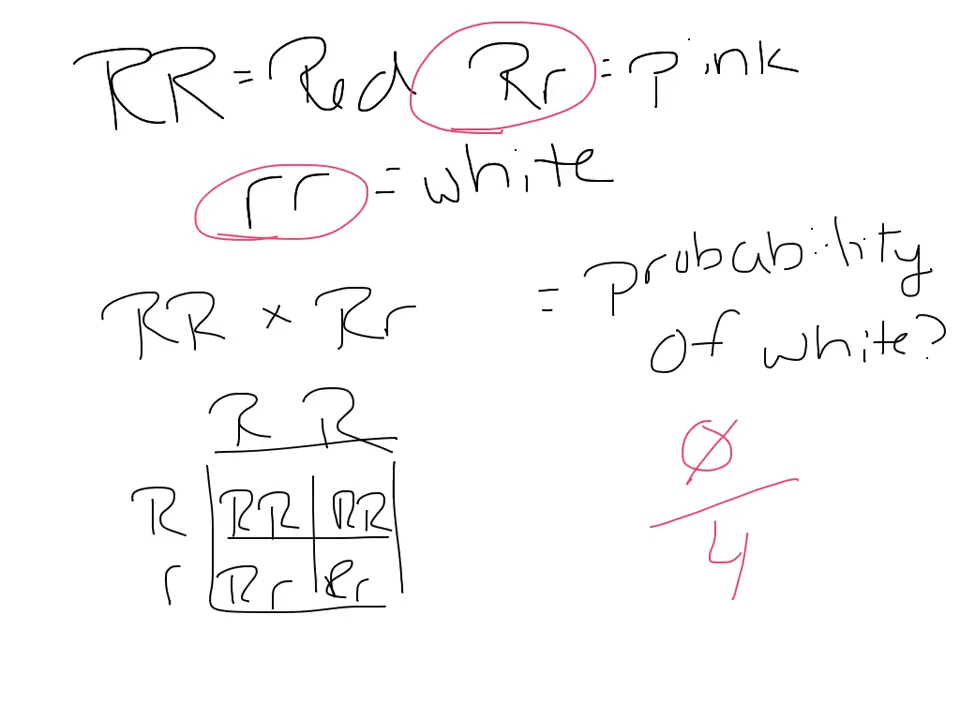 RR = Red Rr = pink
rr = white
RR × Rr = probability
of white?
R R
R RR RR
r Rr Rr
0
4